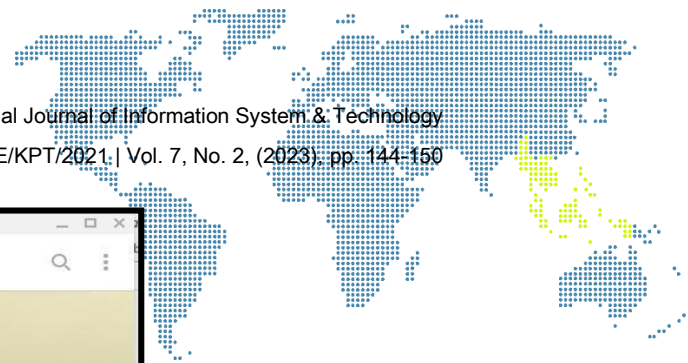 al Journal of Information System & Technology
E/KPT/2021 | Vol. 7, No. 2, (2023), pp. 144-150